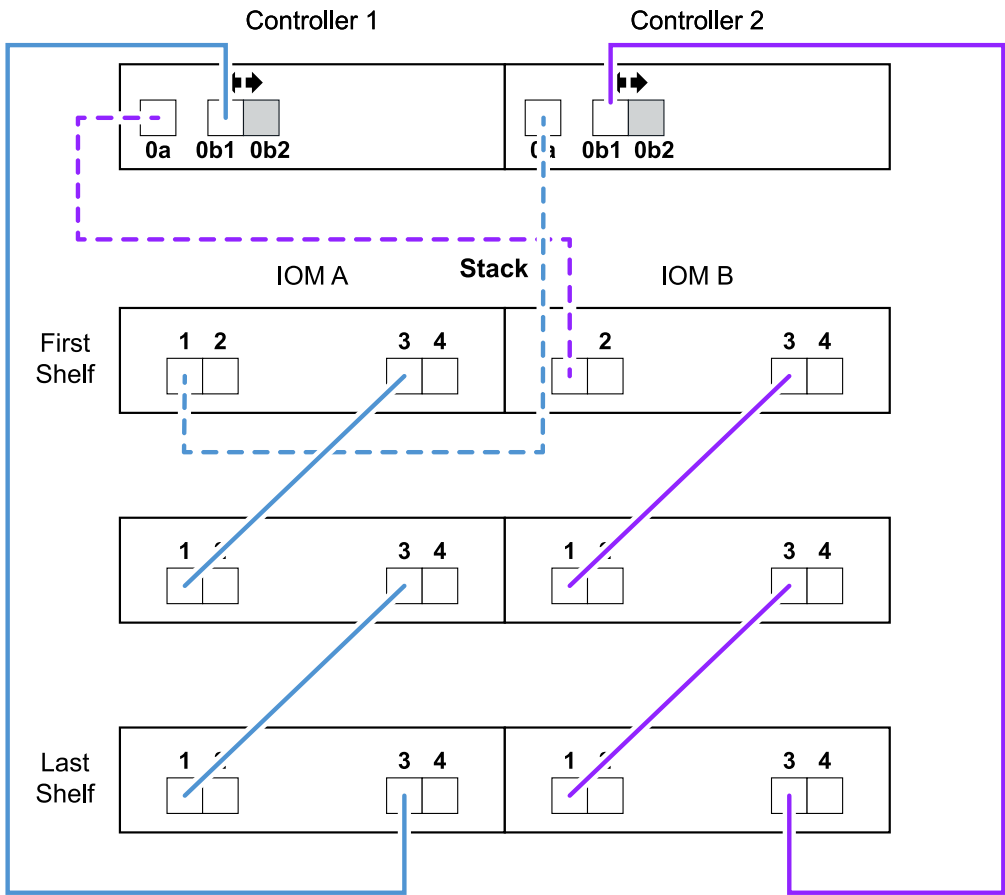 Controller 1 Controller 2
0a 0b1 0b2 0a 0b1 0b2
Stack
IOM A IOM B
First
Shelf
1 2 3 4 2 3 4
1 3 4 1 3 4
Last
Shelf
1 3 4 1 3 4